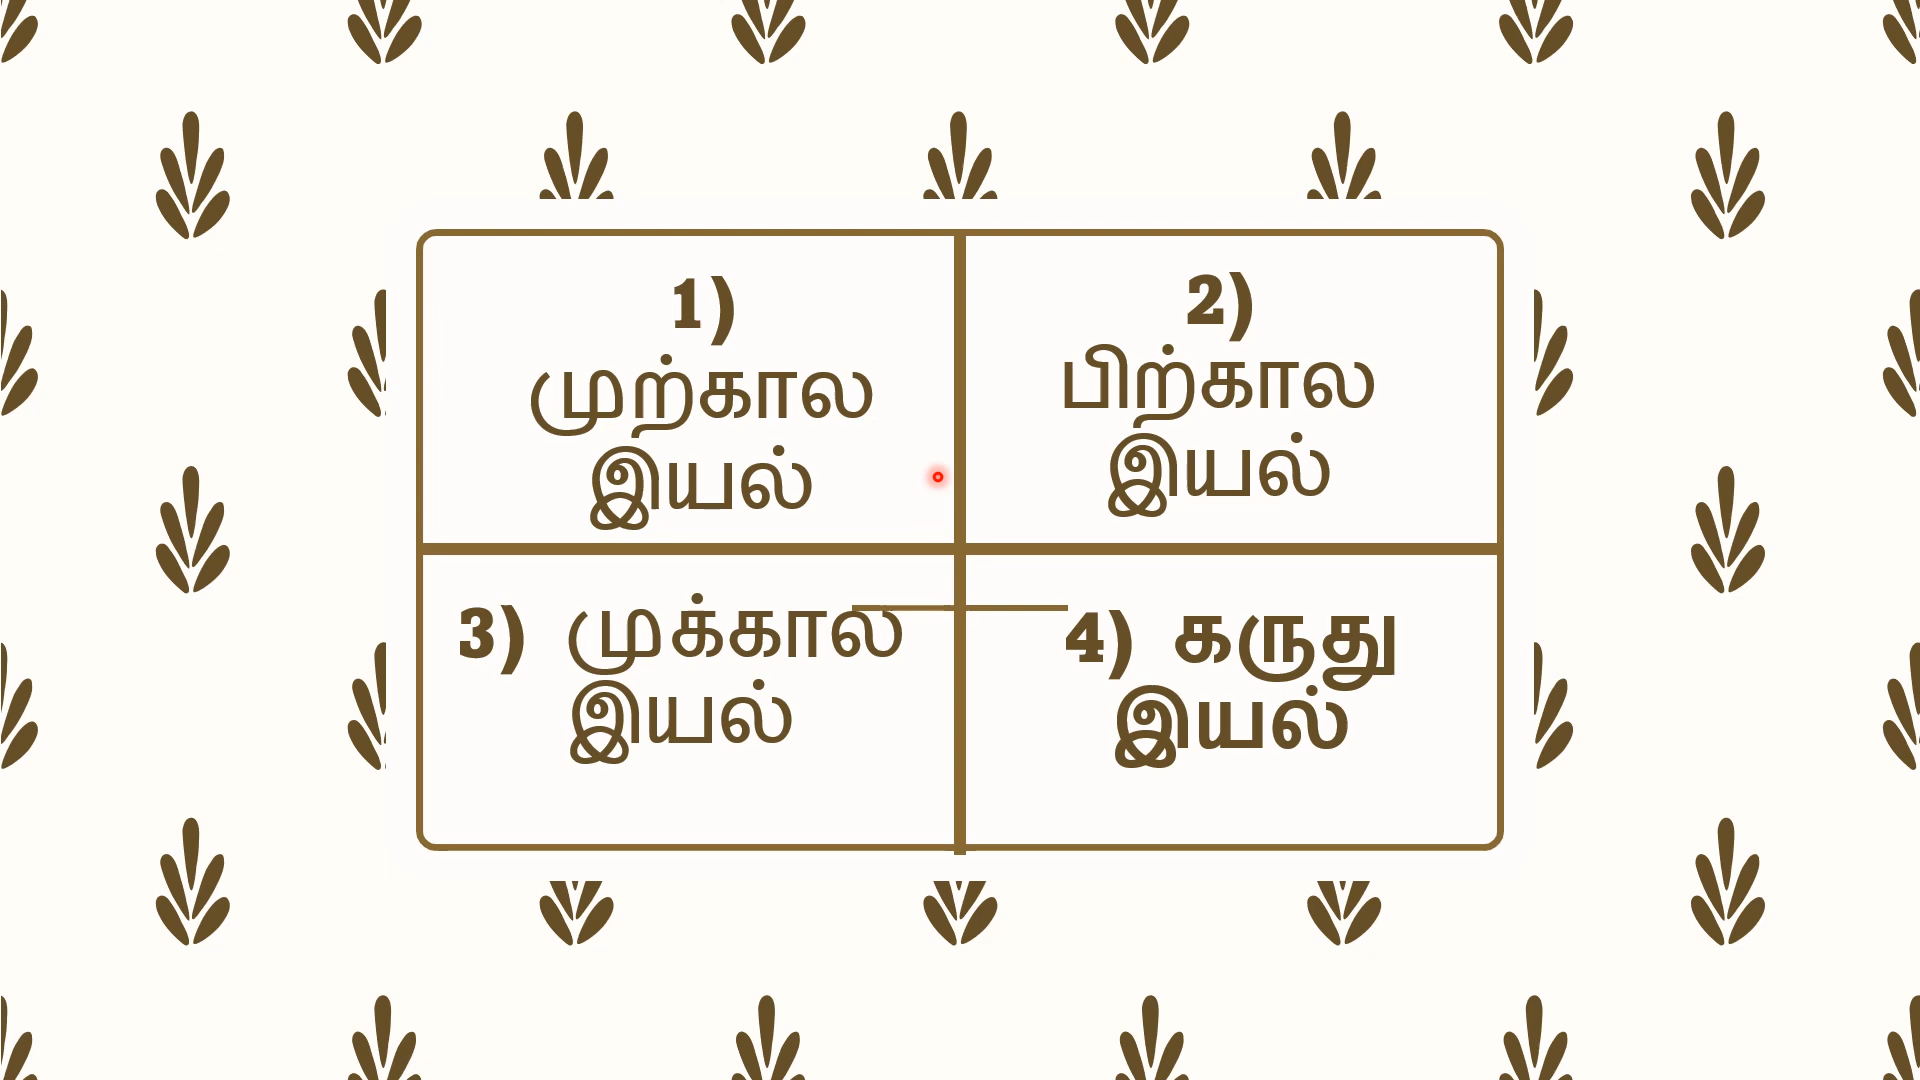 1)
முற்கால
இயல்
2)
பிற்கால
இயல்
3) முக்கால
இயல்
4) கருது
இயல்